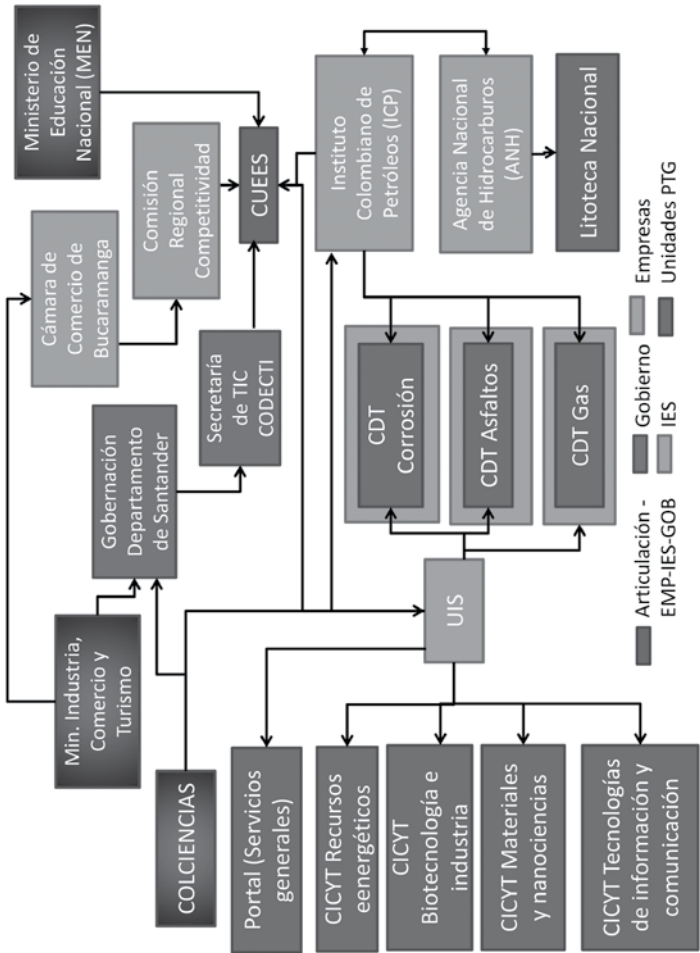 Min. Industria,
Comercio y
Turismo
COLCIENCIAS
Gobernación
Departamento
de Santander
Secretaría
de TIC
CODECTI
Cámara de
Comercio de
Bucaramanga
Comisión
Regional
Competitividad
CUEES
Ministerio de
Educación
Nacional (MEN)
Portal (Servicios
generales)
CICYT Recursos
eenergéticos
CICYT
Biotecnología e
industria
CICYT Materiales
y nanociencias
CICYT Tecnologías
de información y
comunicación
UIS
CDT
Corrosión
CDT Asfaltos
CDT Gas
Instituto
Colombiano de
Petróleos (ICP)
Agencia Nacional
de Hidrocarburos
(ANH)
Litoteca Nacional
Articulación -
EMP-IES-GOB
Gobierno
IES
Empresas
Unidades PTG